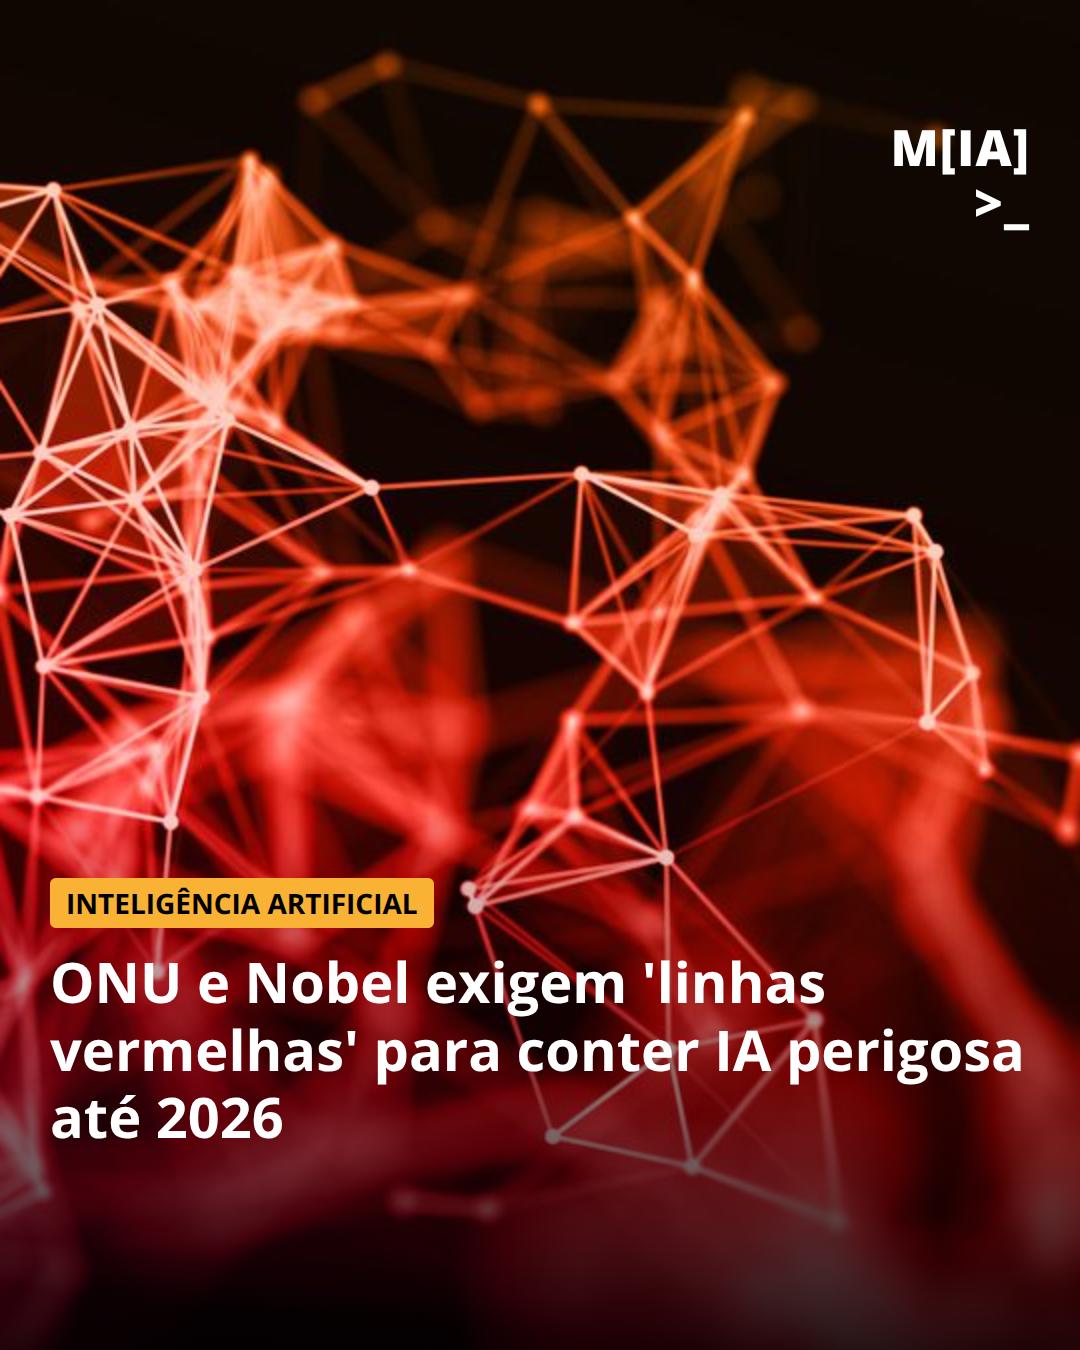 M[IA]
>_
INTELIGÊNCIA ARTIFICIAL
ONU e Nobel exigem 'linhas
vermelhas' para conter IA perigosa
até 2026